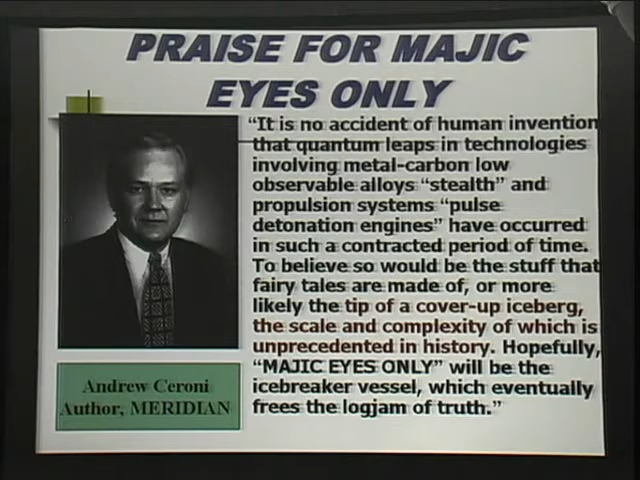 PRAISE FOR MAJIC
EYES ONLY
"It is no accident of human invention
that quantum leaps in technologies
involving metal-carbon low
observable alloys "stealth" and
propulsion systems "pulse
detonation engines" have occurred
in such a contracted period of time.
To believe so would be the stuff that
fairy tales are made of, or more
likely the tip of a cover-up iceberg,
the scale and complexity of which is
unprecedented in history. Hopefully,
"MAJIC EYES ONLY" will be the
icebreaker vessel, which eventually
frees the logjam of truth."
Andrew Ceroni
Author, MERIDIAN